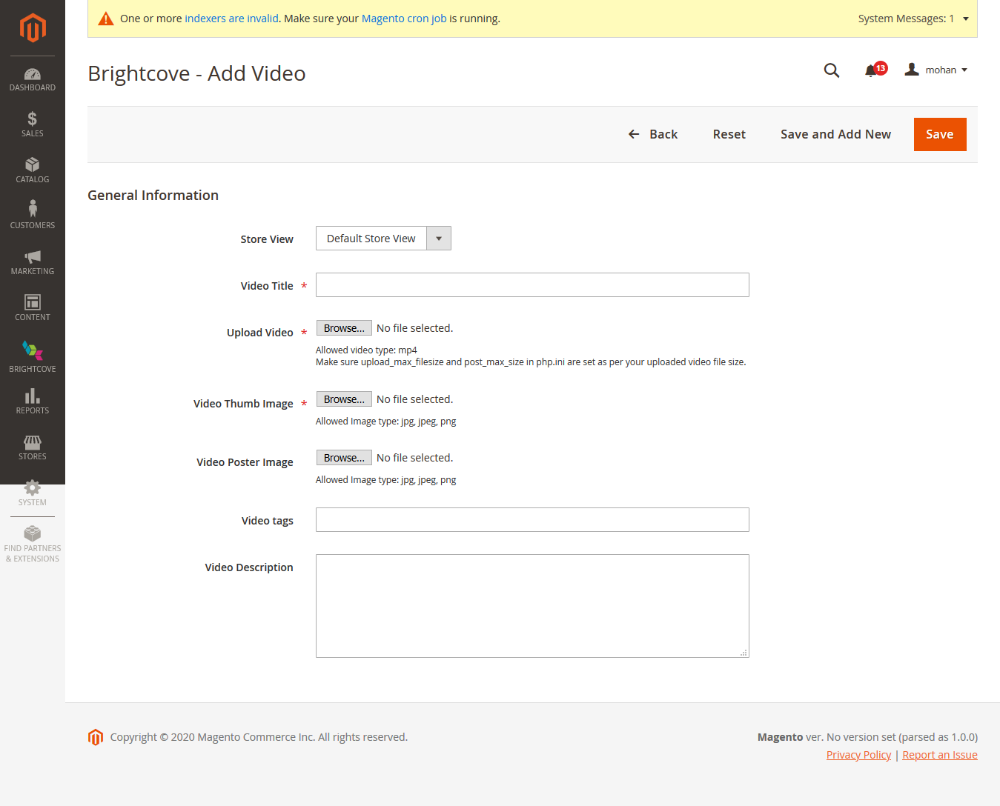 One or more indexers are invalid. Make sure your Magento cron job is running.
System Messages: 1
Brightcove - Add Video
13
mohan
Back
Reset
Save and Add New
Save
DASHBOARD
SALES
CATALOG
CUSTOMERS
MARKETING
CONTENT
BRIGHTCOVE
REPORTS
STORES
SYSTEM
FIND PARTNERS
& EXTENSIONS
General Information
Store View
Default Store View
Video Title *
Upload Video *
Browse... No file selected.
Allowed video type: mp4
Make sure upload_max_filesize and post_max_size in php.ini are set as per your uploaded video file size.
Video Thumb Image *
Browse... No file selected.
Allowed Image type: jpg, jpeg, png
Video Poster Image
Browse... No file selected.
Allowed Image type: jpg, jpeg, png
Video tags
Video Description
Copyright © 2020 Magento Commerce Inc. All rights reserved.
Magento ver. No version set (parsed as 1.0.0)
Privacy Policy | Report an Issue